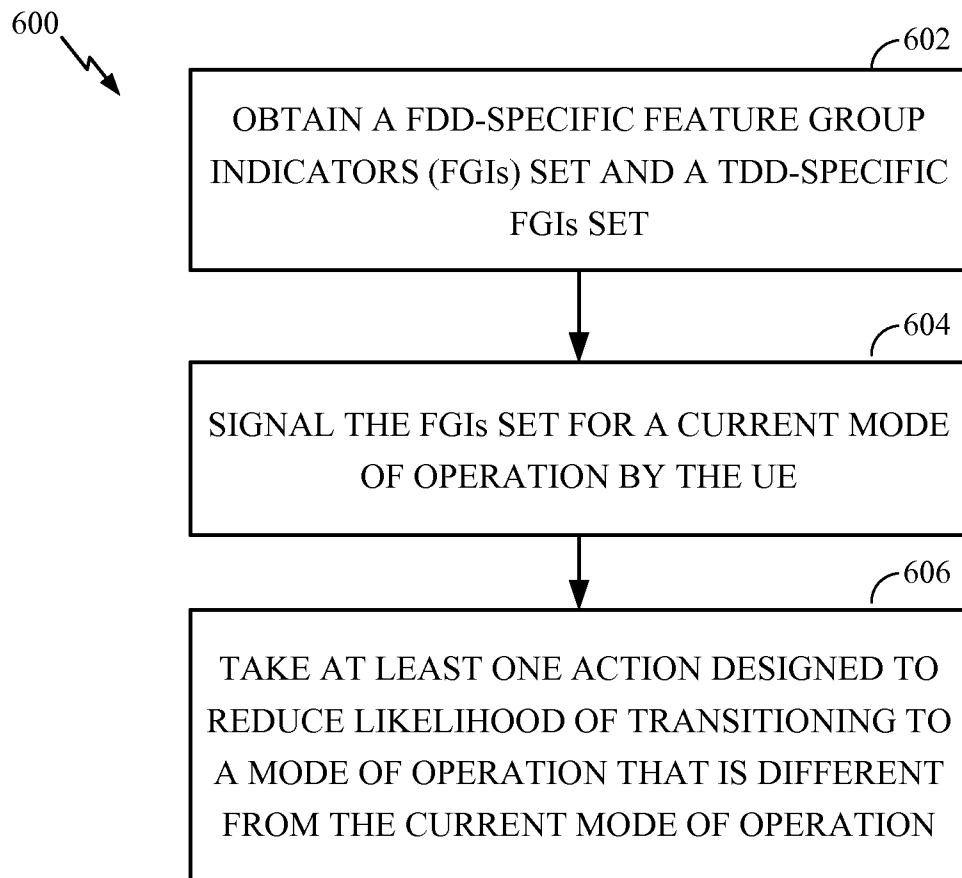 600
602
OBTAIN A FDD-SPECIFIC FEATURE GROUP
INDICATORS (FGIs) SET AND A TDD-SPECIFIC
FGIs SET
604
SIGNAL THE FGIs SET FOR A CURRENT MODE
OF OPERATION BY THE UE
606
TAKE AT LEAST ONE ACTION DESIGNED TO
REDUCE LIKELIHOOD OF TRANSITIONING TO
A MODE OF OPERATION THAT IS DIFFERENT
FROM THE CURRENT MODE OF OPERATION